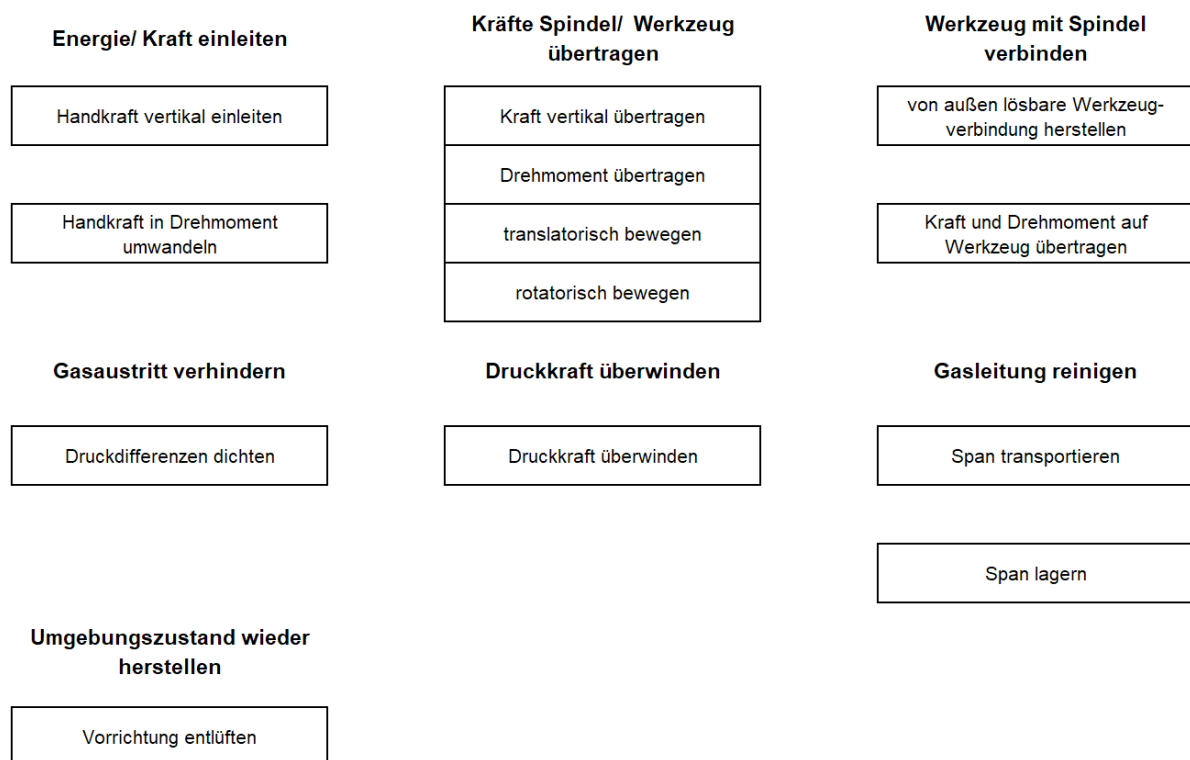 Energie/ Kraft einleiten
Kräfte Spindel/ Werkzeug
übertragen
Werkzeug mit Spindel
verbinden
Handkraft vertikal einleiten
Kraft vertikal übertragen
von außen lösbare Werkzeug-
verbindung herstellen
Drehmoment übertragen
Handkraft in Drehmoment
umwandeln
translatorisch bewegen
Kraft und Drehmoment auf
Werkzeug übertragen
rotatorisch bewegen
Gasaustritt verhindern
Druckkraft überwinden
Gasleitung reinigen
Druckdifferenzen dichten
Druckkraft überwinden
Span transportieren
Span lagern
Umgebungszustand wieder
herstellen
Vorrichtung entlüften